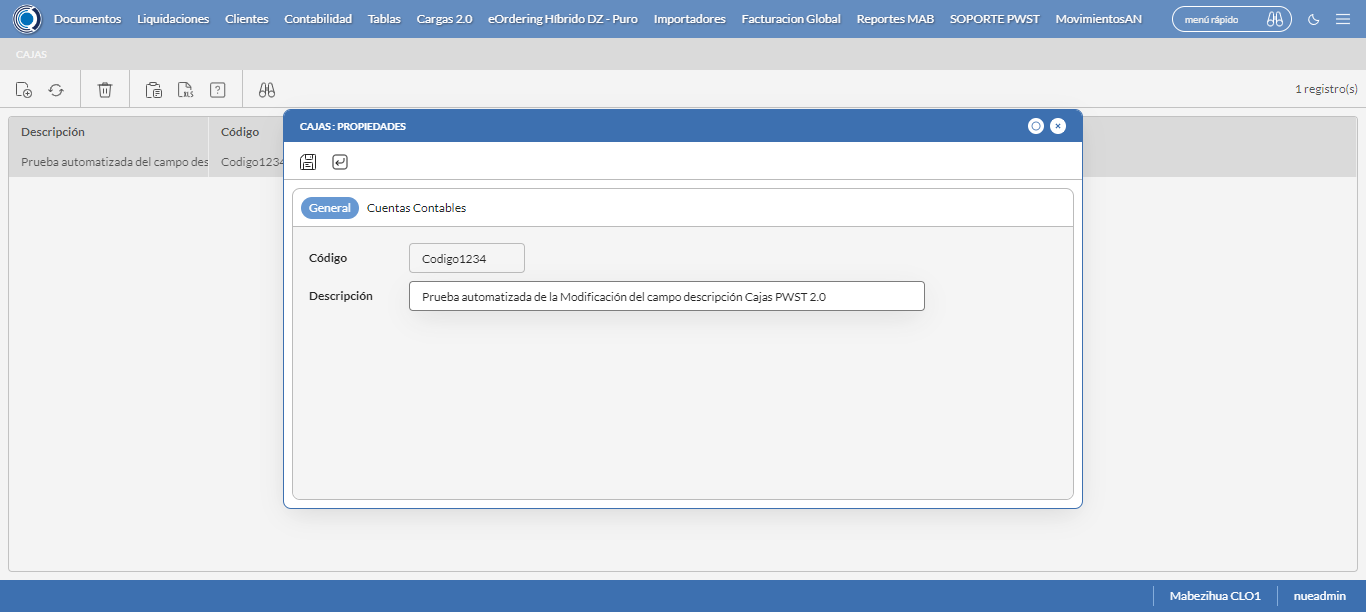 Documentos Liquidaciones Clientes Contabilidad Tablas Cargas 2.0 eOrdering Híbrido DZ - Puro Importadores Facturacion Global Reportes MAB SOPORTE PWST MovimientosAN menú rápido
CAJAS
XLS ? 1 registro(s)
Descripción Código
Prueba automatizada del campo des Codigo1234
CAJAS : PROPIEDADES
General Cuentas Contables
Código Codigo1234
Descripción Prueba automatizada de la Modificación del campo descripción Cajas PWST 2.0
Mabezihua CLO1 nueadmin